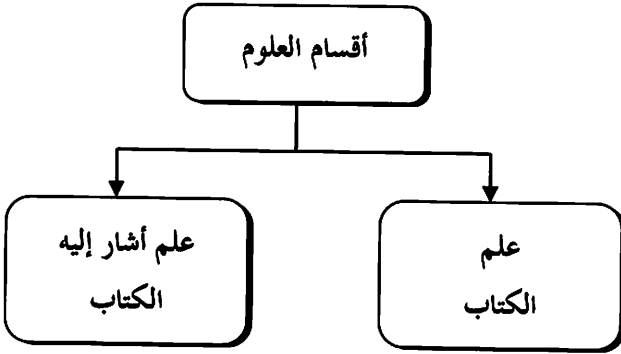 أقسام العلوم
علم
الكتاب
علم أشار إليه
الكتاب